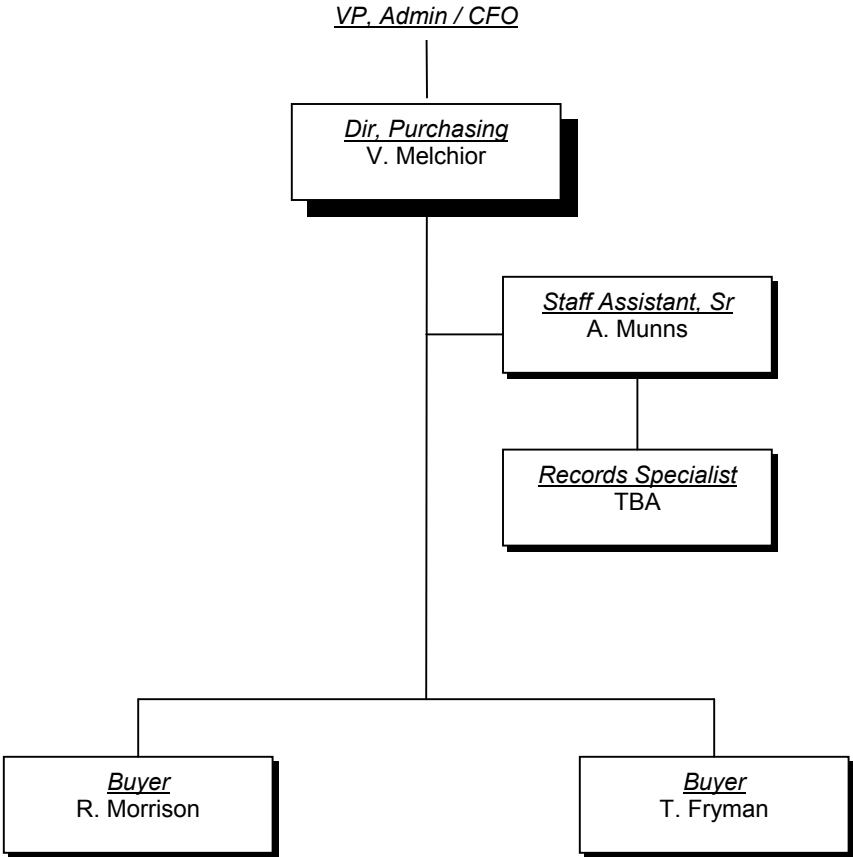 VP, Admin / CFO
Dir, Purchasing
V. Melchior
Staff Assistant, Sr
A. Munns
Records Specialist
TBA
Buyer
R. Morrison
Buyer
T. Fryman